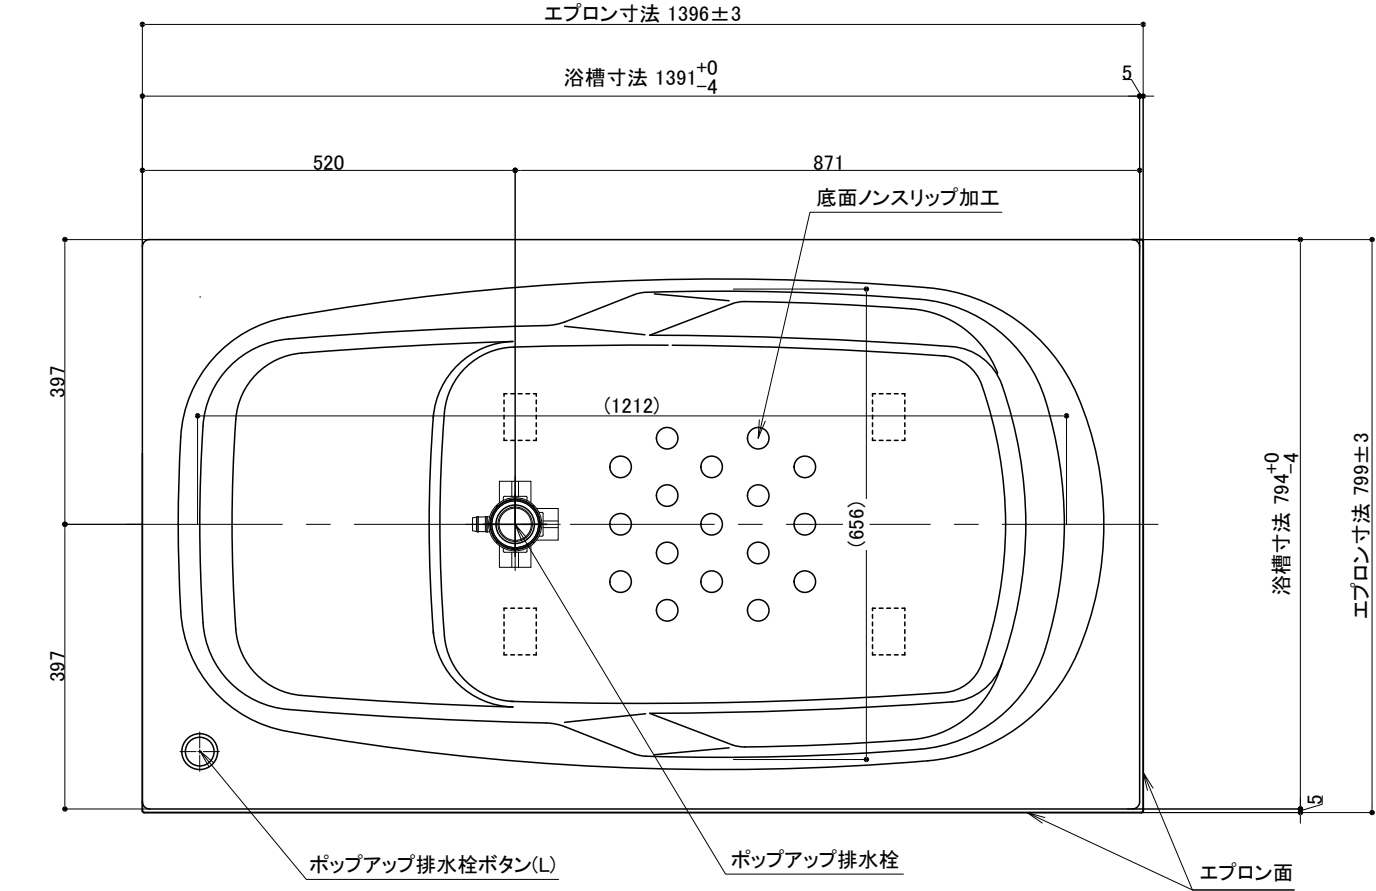 エプロン寸法 1396±3
浴槽寸法 1391+0-4
5
520
871
底面ノンスリップ加工
397
(1212)
(656)
浴槽寸法 794+0-4
エプロン寸法 799±3
397
5
ポップアップ排水栓ボタン(L)
ポップアップ排水栓
エプロン面